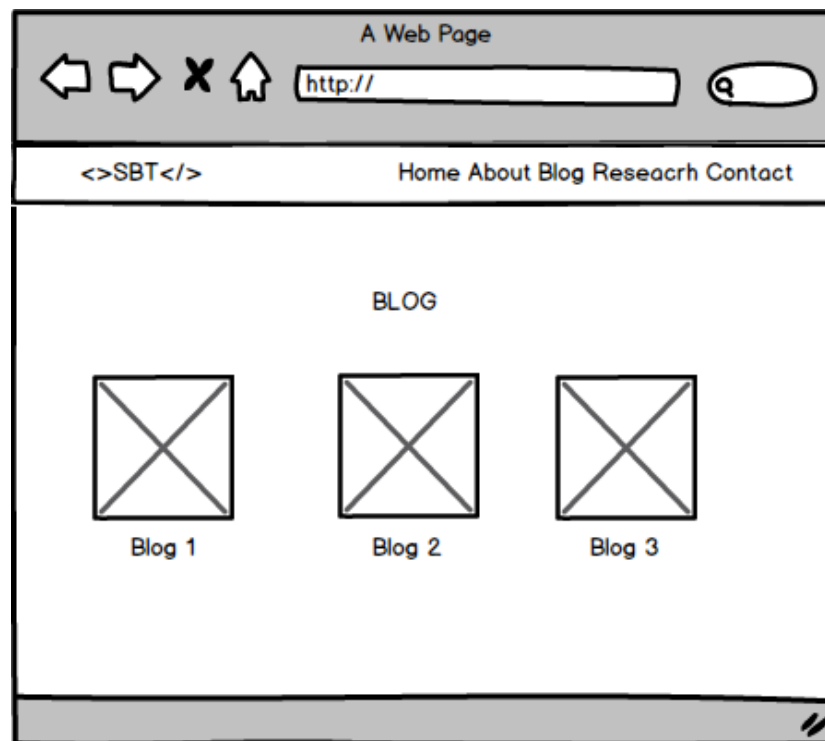 A Web Page
http://
<>SBT</>
Home About Blog Reseacrh Contact
BLOG
Blog 1
Blog 2
Blog 3